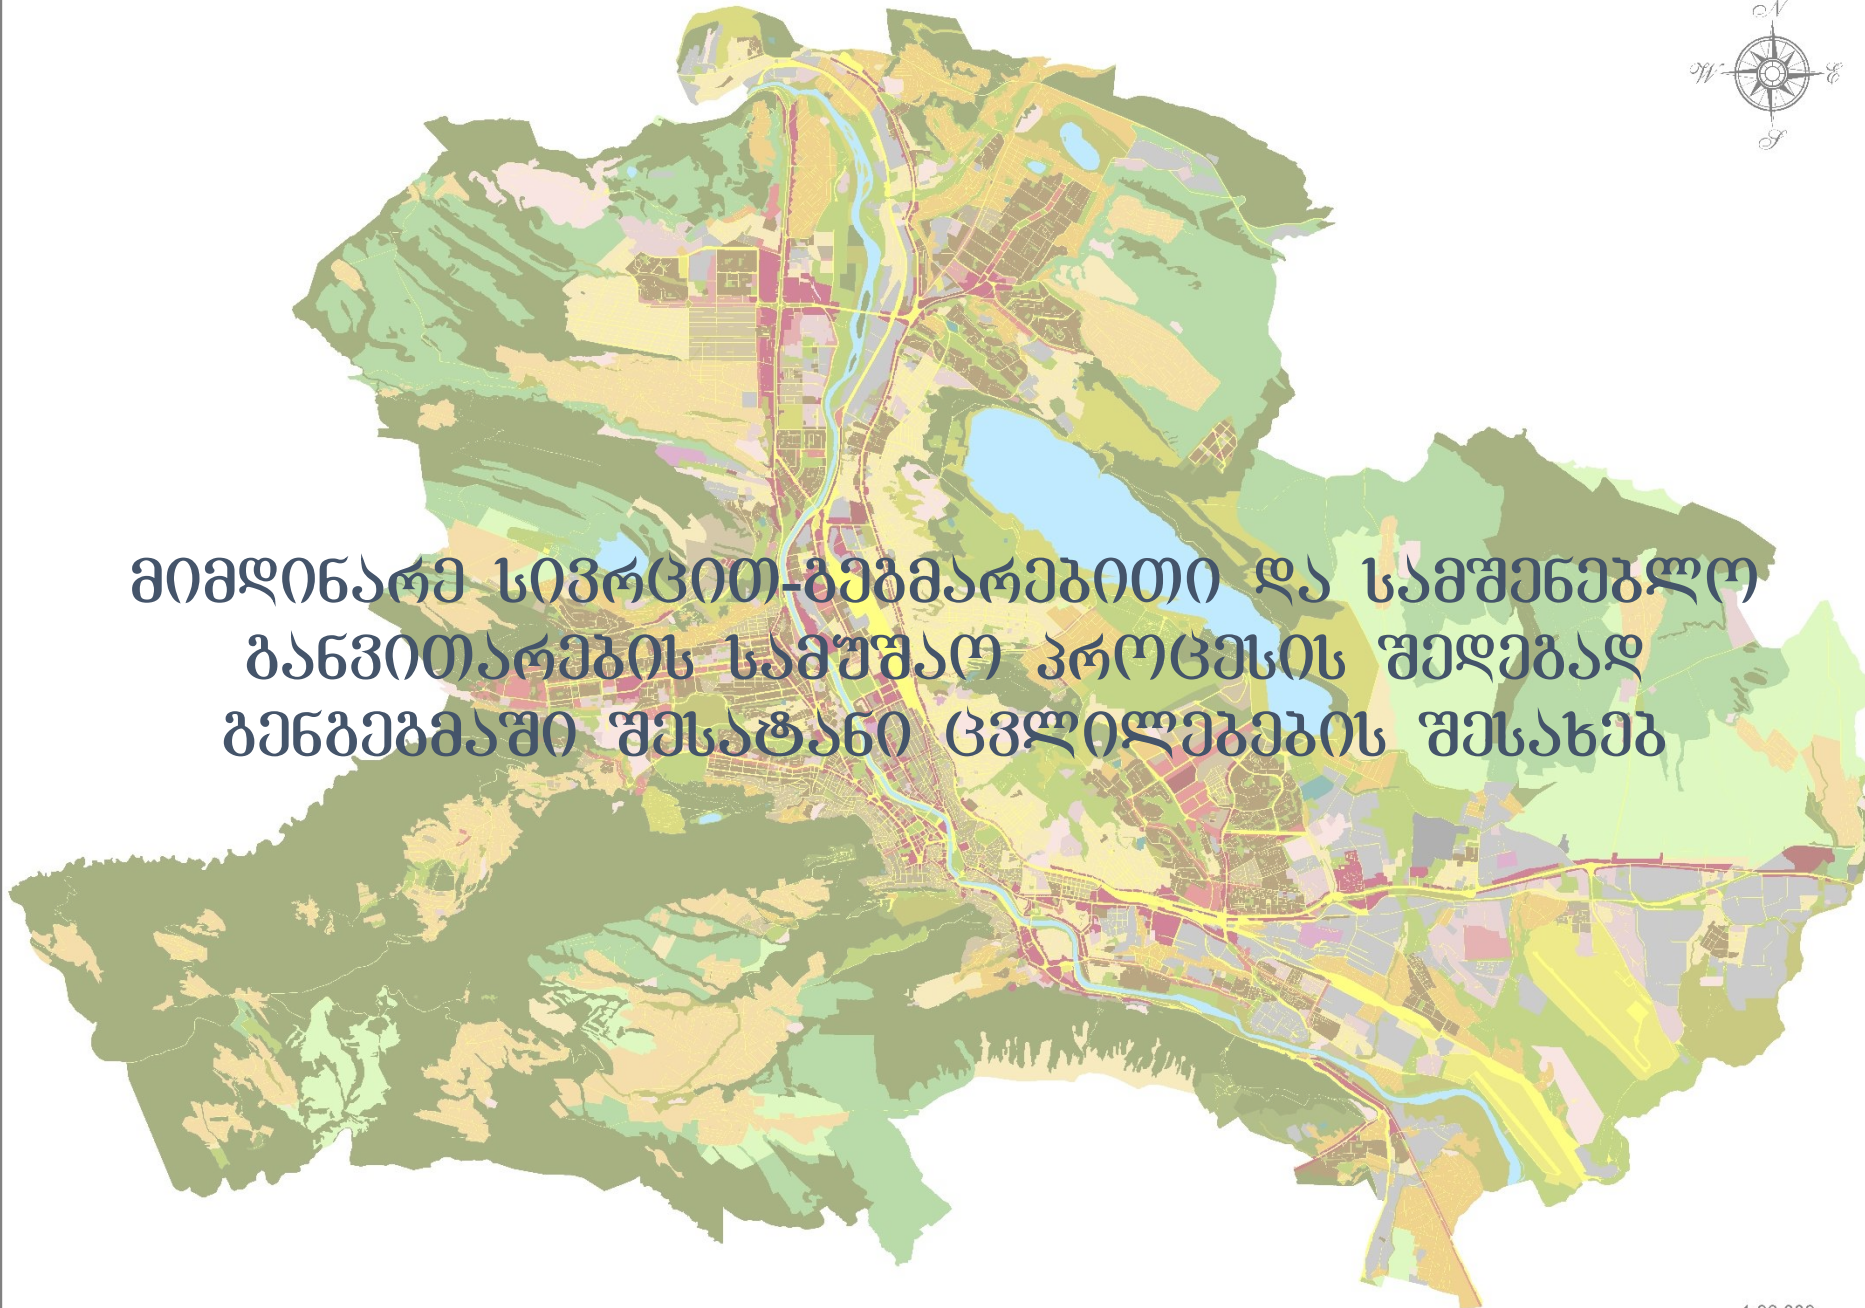 N
W E
S
მიმდინარე სივრცით-გეგმარებითი და სამშენებლო
განვითარების სამუშაო პროცესის შედეგად
გენგეგმაში შესატანი ცვლილებების შესახებ